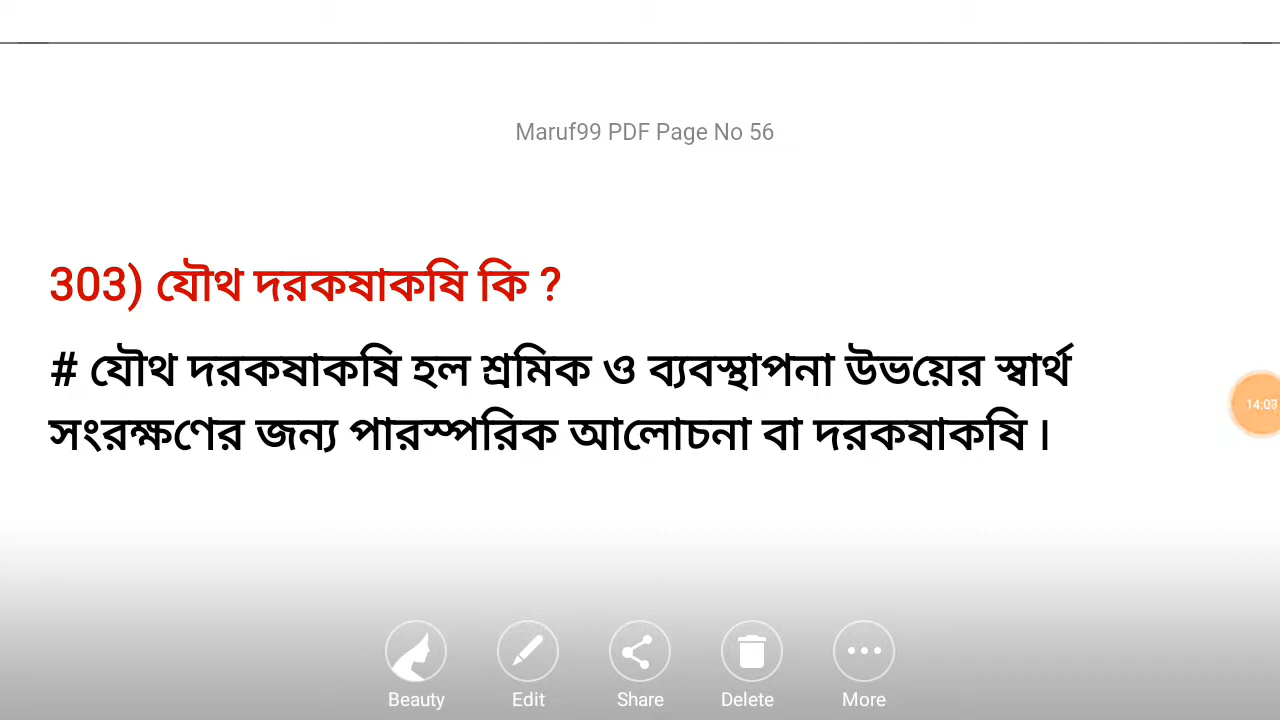 Maruf99 PDF Page No 56
303) যৌথ দরকষাকষি কি ?
# যৌথ দরকষাকষি হল শ্রমিক ও ব্যবস্থাপনা উভয়ের স্বার্থ
সংরক্ষণের জন্য পারস্পরিক আলোচনা বা দরকষাকষি ।
14:03
Beauty Edit Share Delete More